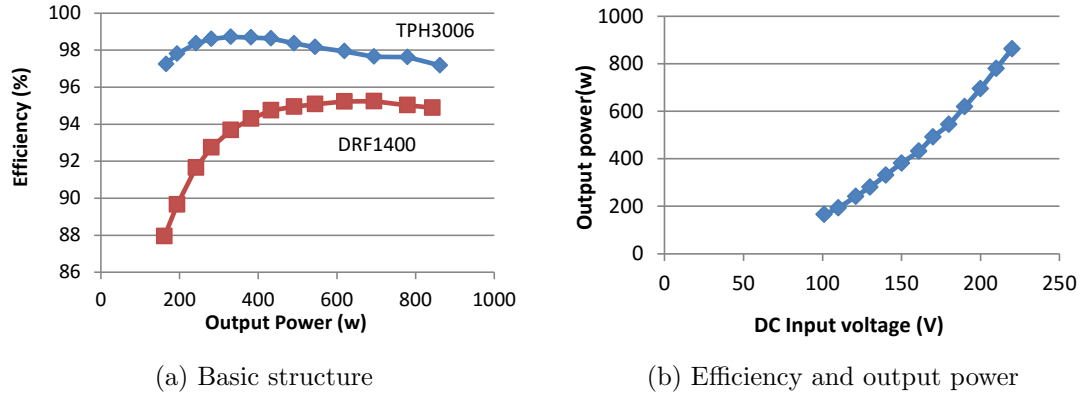 100
98
96
94
92
90
88
86
Efficiency (%)
TPH3006
DRF1400
0 200 400 600 800 1000
Output Power (w)
(a) Basic structure
1000
800
600
400
200
0
Output power(w)
0 50 100 150 200 250
DC Input voltage (V)
(b) Efficiency and output power